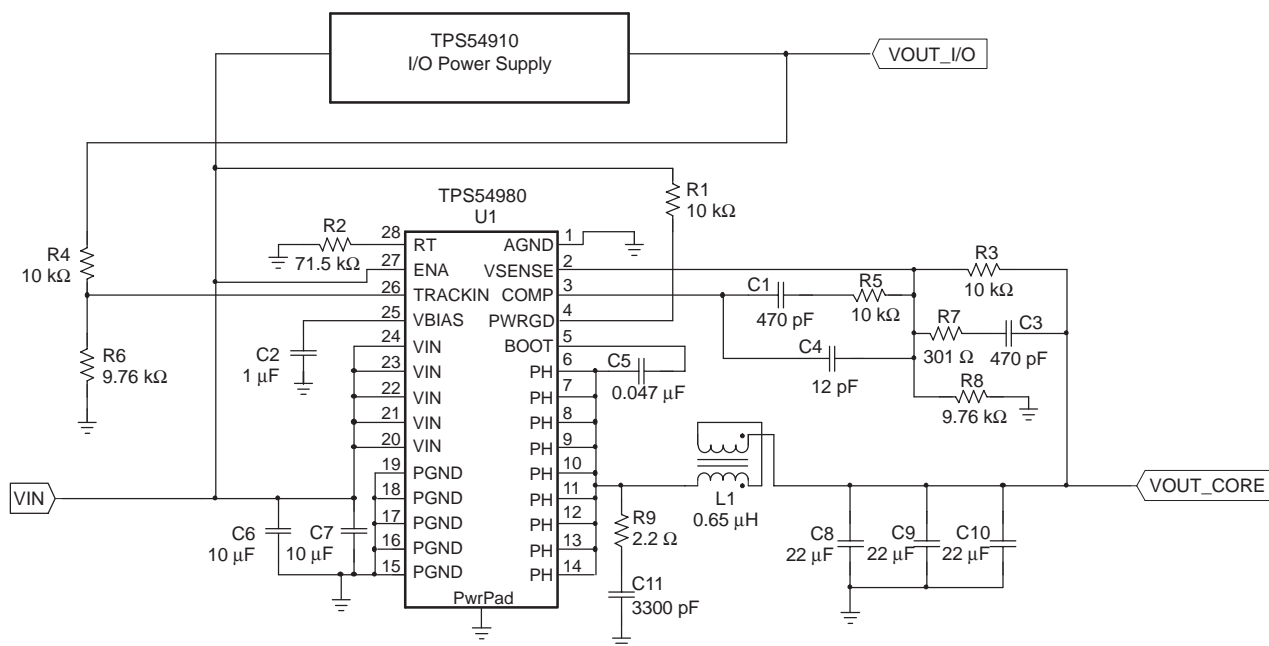 TPS54910
I/O Power Supply
VOUT_I/O
TPS54980
U1
R1
10 kΩ
R2
71.5 kΩ
R4
10 kΩ
R6
9.76 kΩ
C2
1 μF
28
27
26
25
24
23
22
21
20
19
18
17
16
15
RT
ENA
TRACKIN
VBIAS
VIN
VIN
VIN
VIN
VIN
PGND
PGND
PGND
PGND
PGND
AGND
VSENSE
COMP
PWRGD
BOOT
PH
PH
PH
PH
PH
PH
PH
PH
PH
1
2
3
4
5
6
7
8
9
10
11
12
13
14
PwrPad
R3
10 kΩ
C1
470 pF
R5
10 kΩ
R7
301 Ω
C3
470 pF
C4
12 pF
R8
9.76 kΩ
C5
0.047 μF
L1
0.65 μH
VIN
VOUT_CORE
C6
10 μF
C7
10 μF
R9
2.2 Ω
C11
3300 pF
C8
22 μF
C9
22 μF
C10
22 μF